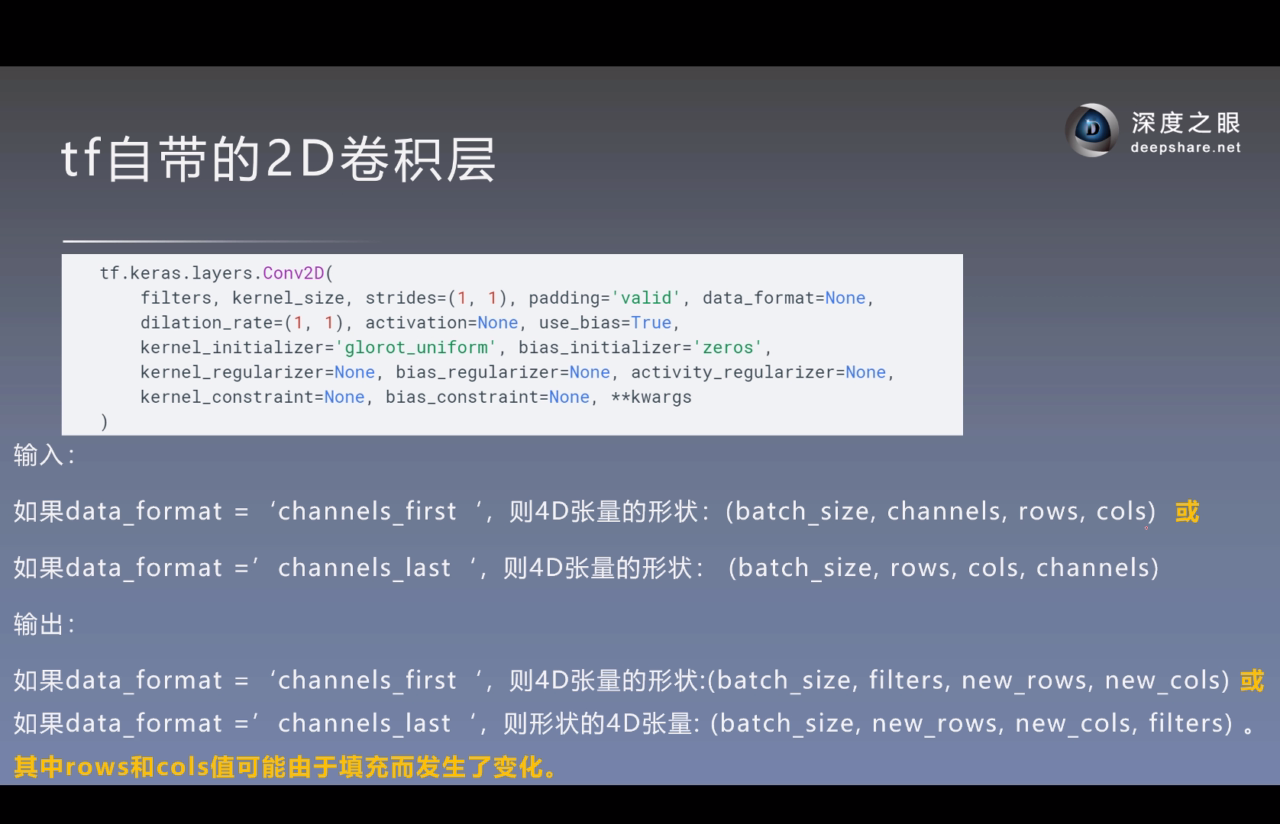 深度之眼
deepshare.net
tf自带的2D卷积层
tf.keras.layers.Conv2D(
filters, kernel_size, strides=(1, 1), padding='valid', data_format=None,
dilation_rate=(1, 1), activation=None, use_bias=True,
kernel_initializer='glorot_uniform', bias_initializer='zeros',
kernel_regularizer=None, bias_regularizer=None, activity_regularizer=None,
kernel_constraint=None, bias_constraint=None, **kwargs
)
输入:
如果data_format = ‘channels_first ‘，则4D张量的形状：(batch_size, channels, rows, cols) 或
如果data_format =’ channels_last ‘，则4D张量的形状： (batch_size, rows, cols, channels)
输出:
如果data_format = ‘channels_first ‘，则4D张量的形状:(batch_size, filters, new_rows, new_cols) 或
如果data_format =’ channels_last ‘，则形状的4D张量: (batch_size, new_rows, new_cols, filters) 。
其中rows和cols值可能由于填充而发生了变化。